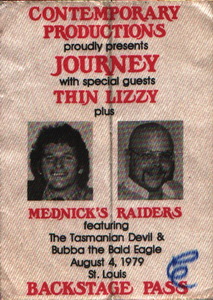 CONTEMPORARY
PRODUCTIONS
proudly presents
JOURNEY
with special guests
THIN LIZZY
plus
MEDNICK'S RAIDERS
featuring
The Tasmanian Devil &
Bubba the Bald Eagle
August 4, 1979
St. Louis
BACKSTAGE PASS